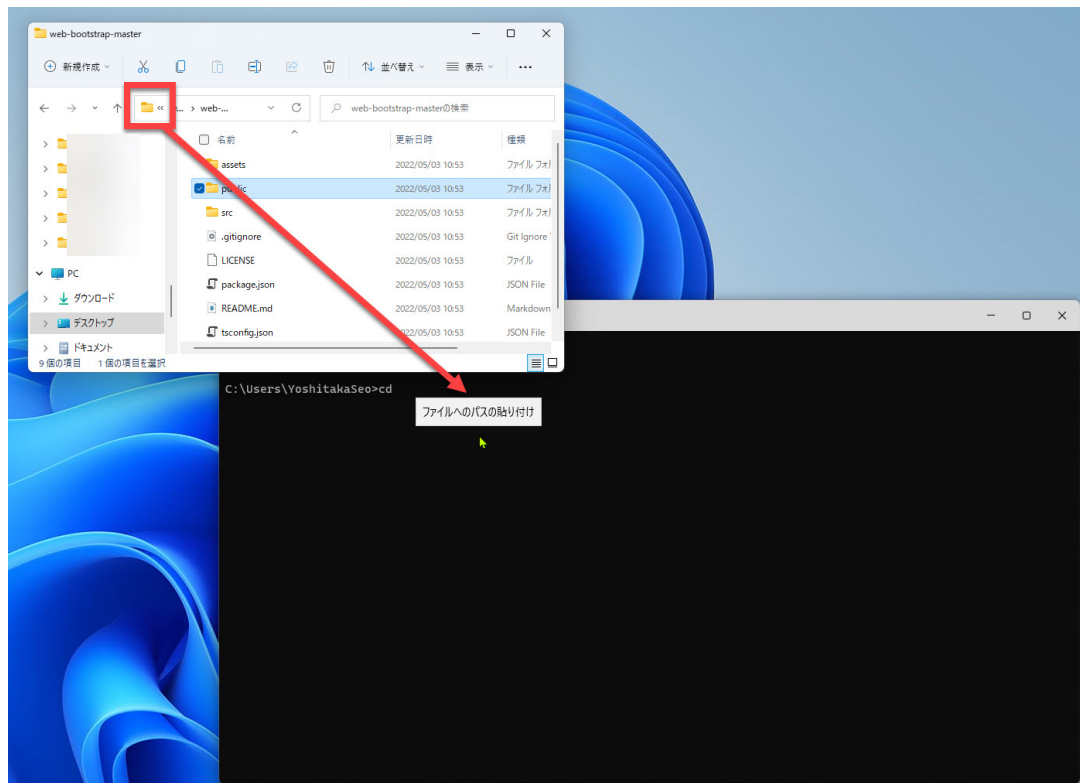 web-bootstrap-master
新規作成
並べ替え
表示
« ... › web-...
web-bootstrap-masterの検索
名前 更新日時 種類
assets 2022/05/03 10:53 ファイル フォル
public 2022/05/03 10:53 ファイル フォル
src 2022/05/03 10:53 ファイル フォル
.gitignore 2022/05/03 10:53 Git Ignore
LICENSE 2022/05/03 10:53 ファイル
package.json 2022/05/03 10:53 JSON File
README.md 2022/05/03 10:53 Markdown
tsconfig.json 2022/05/03 10:53 JSON File
PC
ダウンロード
デスクトップ
ドキュメント
9 個の項目 1 個の項目を選択
C:\Users\YoshitakaSeo>cd
ファイルへのパスの貼り付け